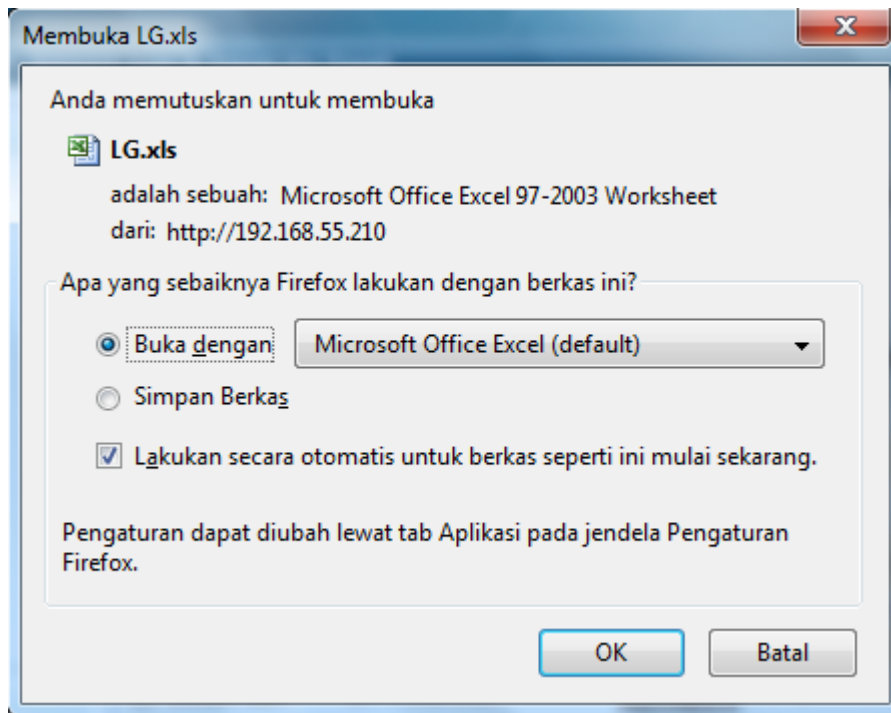 Membuka LG.xls
Anda memutuskan untuk membuka
LG.xls
adalah sebuah: Microsoft Office Excel 97-2003 Worksheet
dari: http://192.168.55.210
Apa yang sebaiknya Firefox lakukan dengan berkas ini?
Buka dengan Microsoft Office Excel (default)
Simpan Berkas
Lakukan secara otomatis untuk berkas seperti ini mulai sekarang.
Pengaturan dapat diubah lewat tab Aplikasi pada jendela Pengaturan
Firefox.
OK Batal